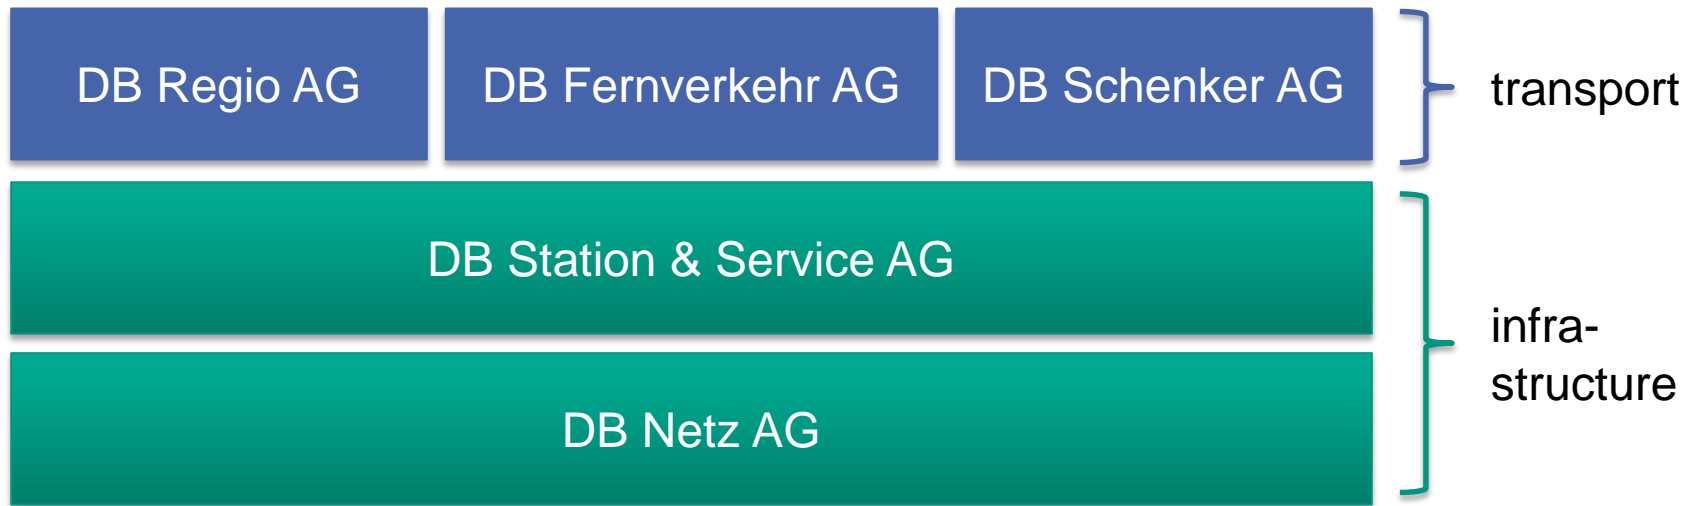 DB Regio AG
DB Fernverkehr AG
DB Schenker AG
transport
DB Station & Service AG
infra-
structure
DB Netz AG